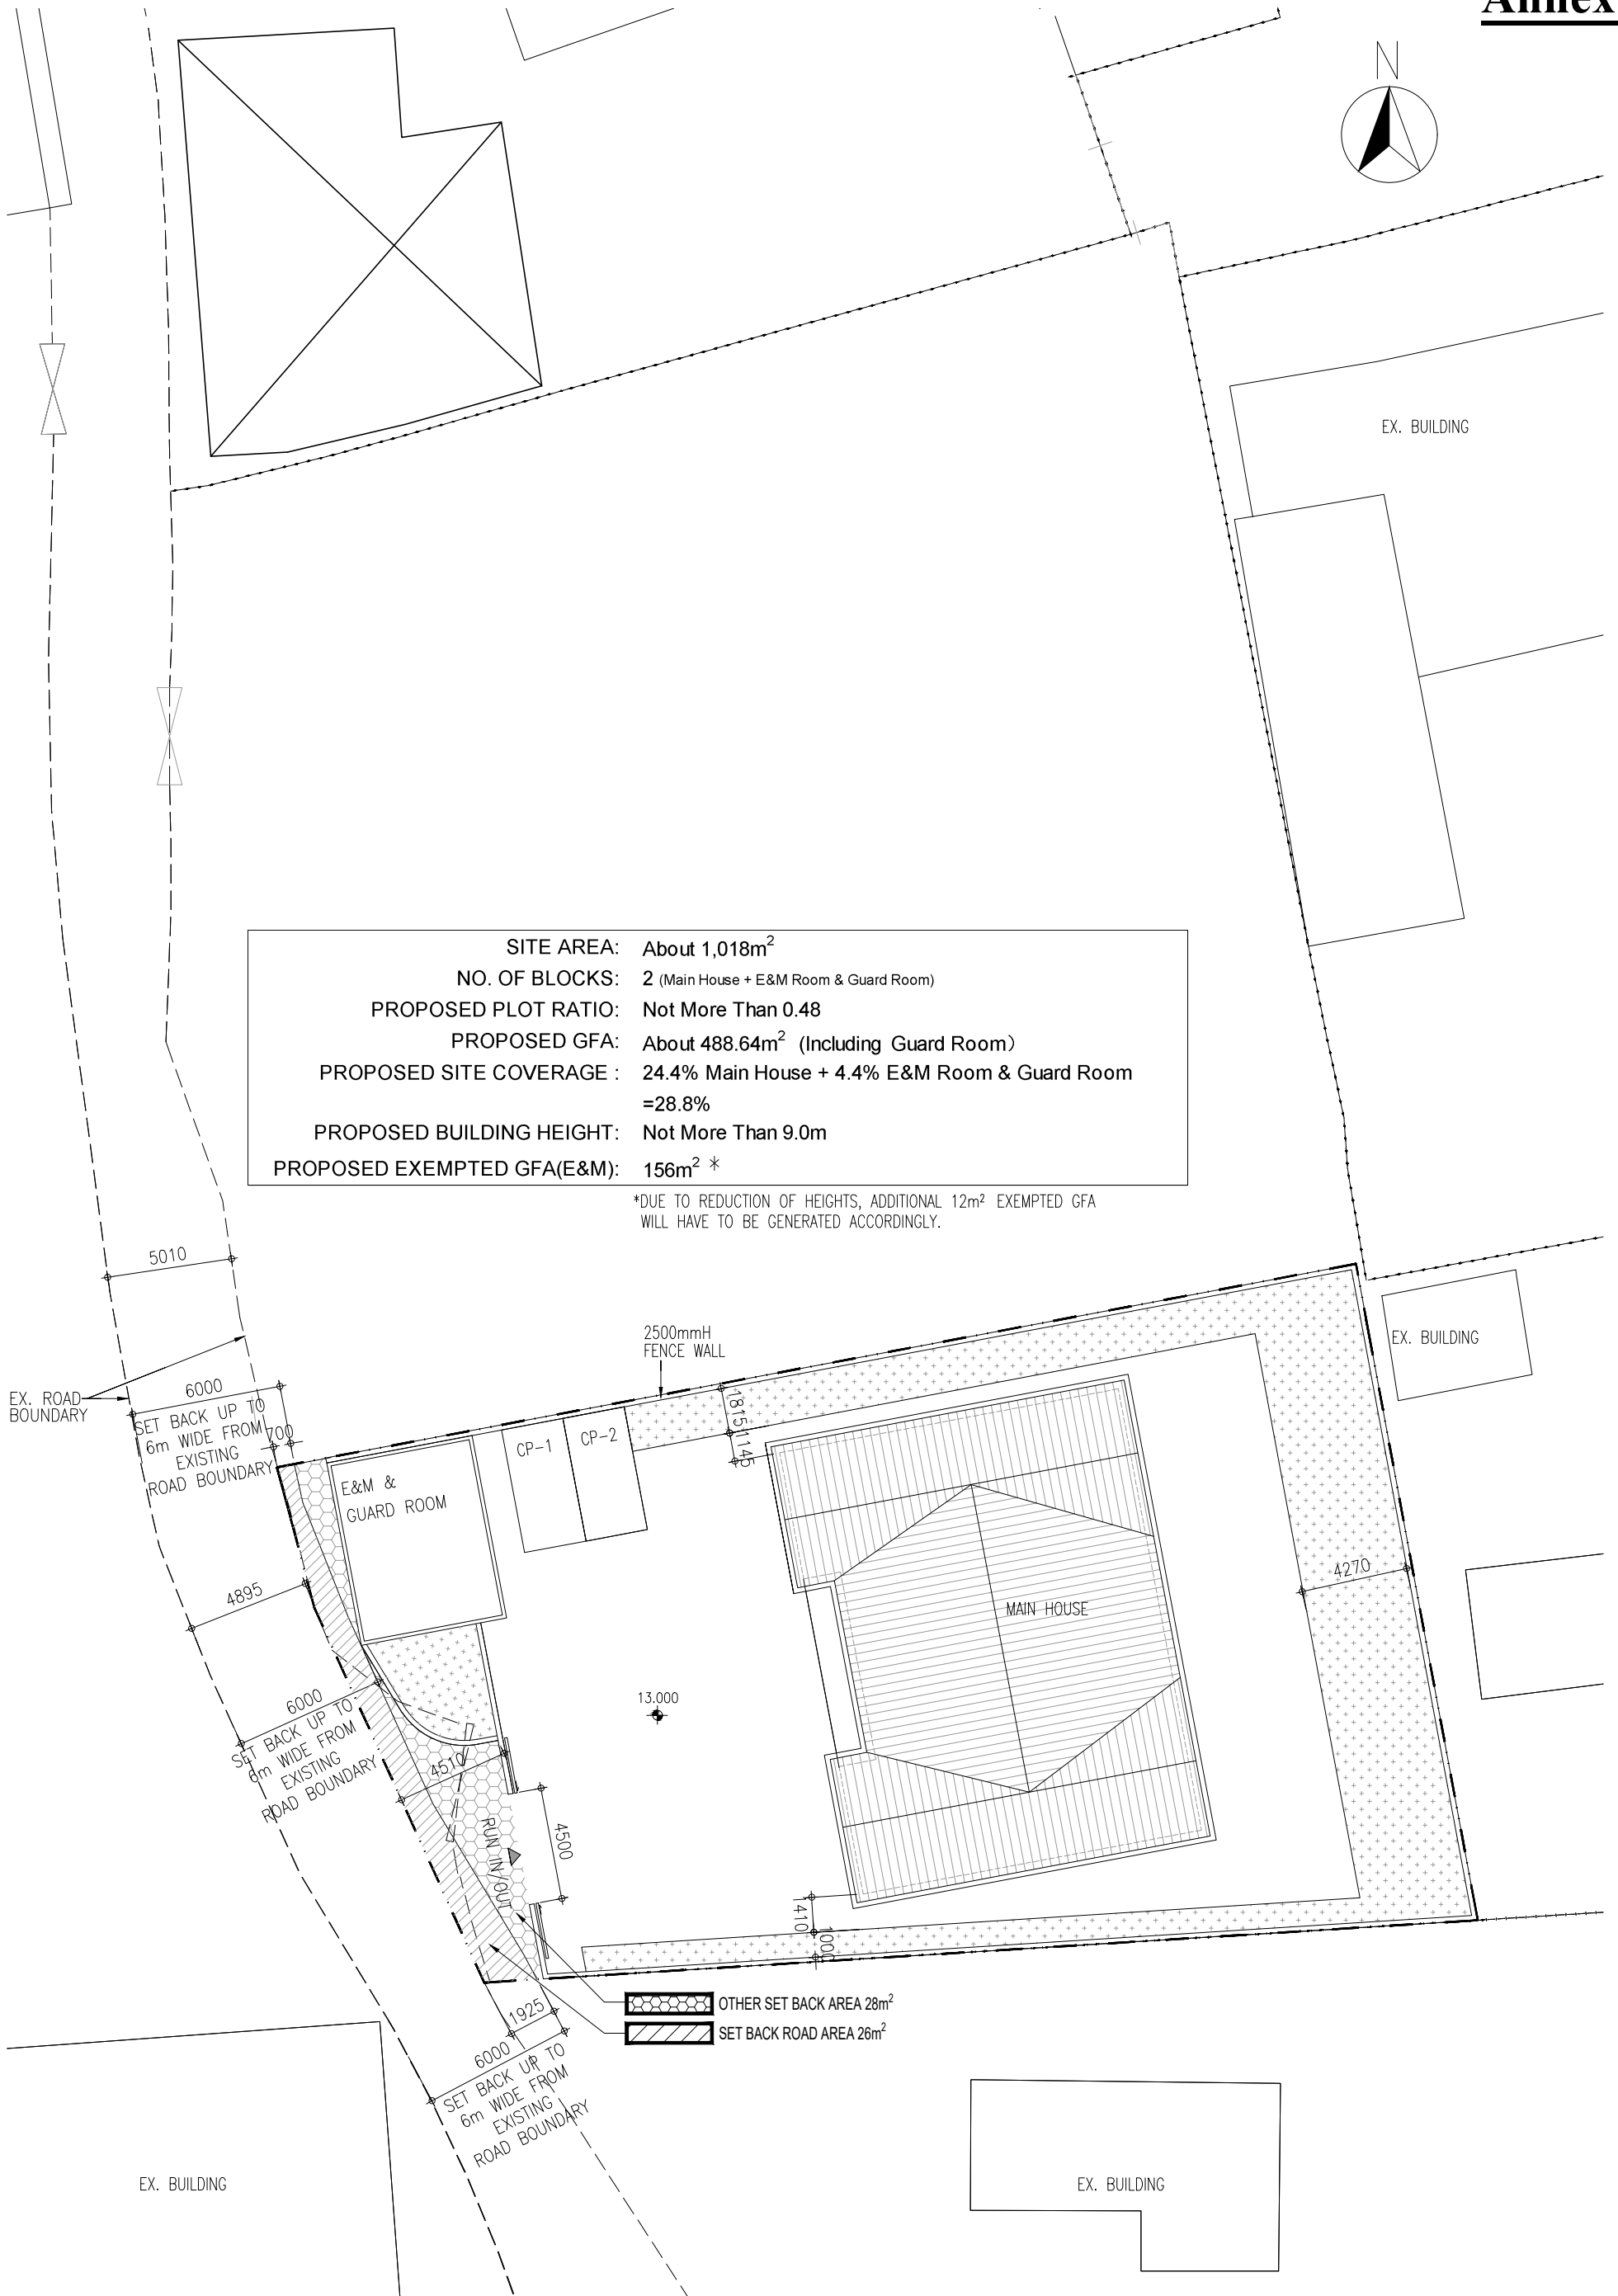 Annex
N
EX. BUILDING
SITE AREA: About 1,018m²
NO. OF BLOCKS: 2 (Main House + E&M Room & Guard Room)
PROPOSED PLOT RATIO: Not More Than 0.48
PROPOSED GFA: About 488.64m² (Including Guard Room）
PROPOSED SITE COVERAGE : 24.4% Main House + 4.4% E&M Room & Guard Room
=28.8%
PROPOSED BUILDING HEIGHT: Not More Than 9.0m
PROPOSED EXEMPTED GFA(E&M): 156m² *
*DUE TO REDUCTION OF HEIGHTS, ADDITIONAL 12m² EXEMPTED GFA
WILL HAVE TO BE GENERATED ACCORDINGLY.
5010
2500mmH
FENCE WALL
EX. BUILDING
EX. ROAD
BOUNDARY
6000
SET BACK UP TO
6m WIDE FROM
EXISTING
ROAD BOUNDARY
700
1815
1145
CP-1
CP-2
E&M &
GUARD ROOM
4895
4270
MAIN HOUSE
13.000
6000
SET BACK UP TO
6m WIDE FROM
EXISTING
ROAD BOUNDARY
4510
RUN IN/OUT
4500
1000
OTHER SET BACK AREA 28m²
SET BACK ROAD AREA 26m²
1925
6000
SET BACK UP TO
6m WIDE FROM
EXISTING
ROAD BOUNDARY
EX. BUILDING
EX. BUILDING